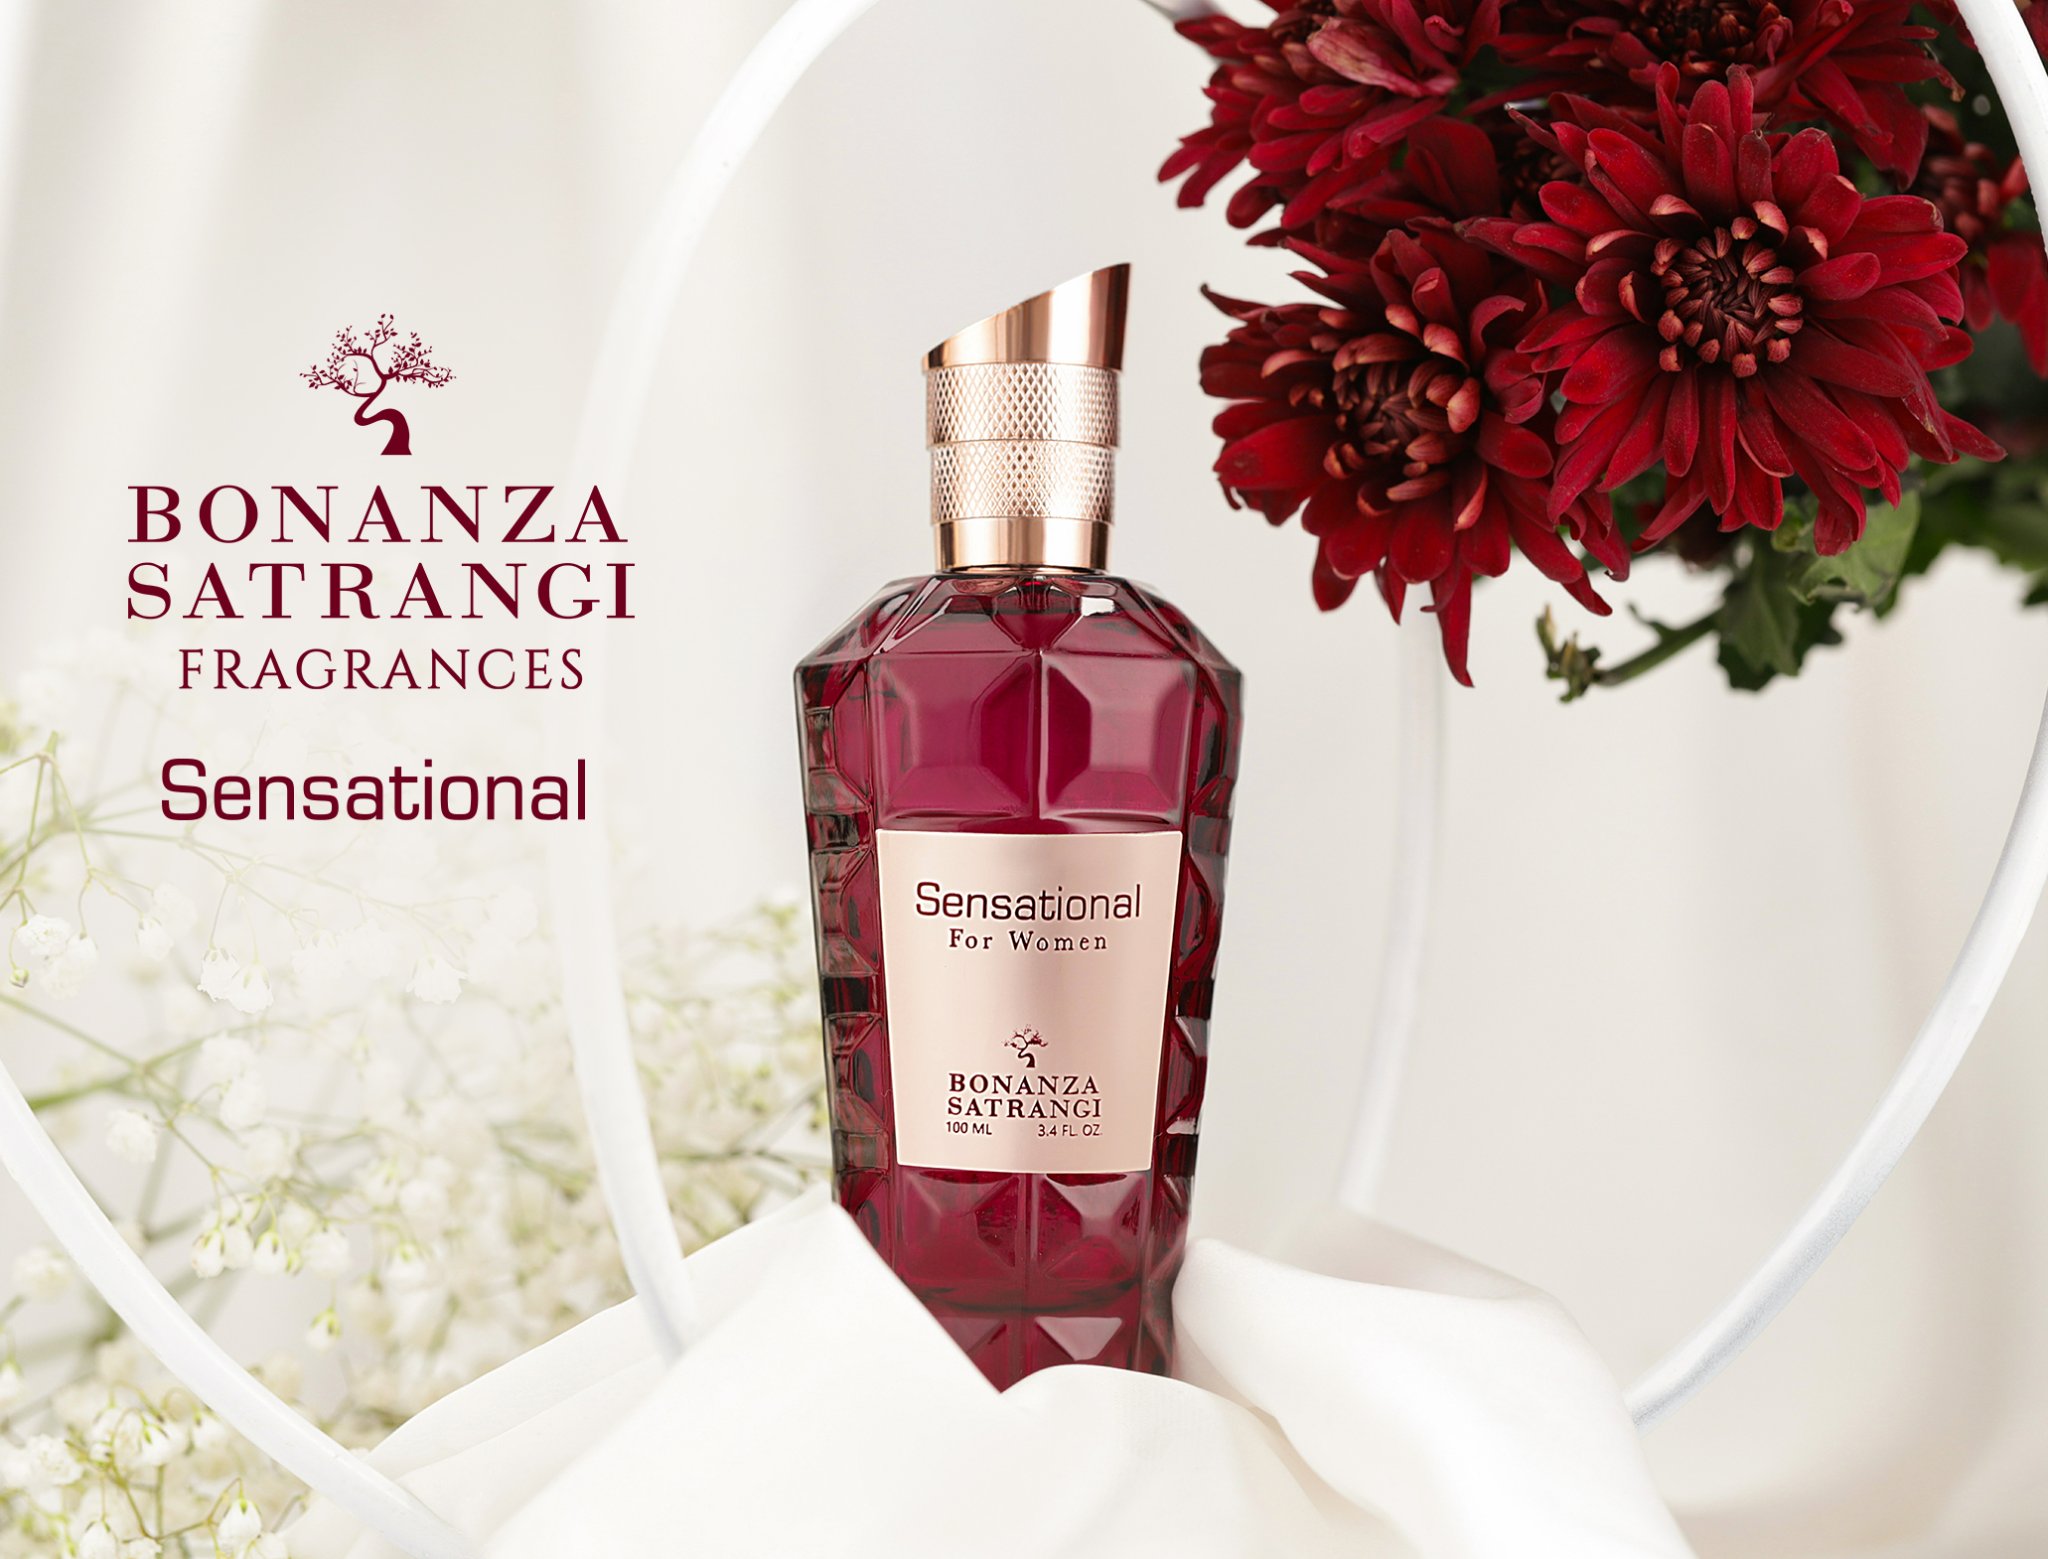 BONANZA
SATRANGI
FRAGRANCES
Sensational
Sensational
For Women
BONANZA
SATRANGI
100 ML 3.4 FL. OZ.